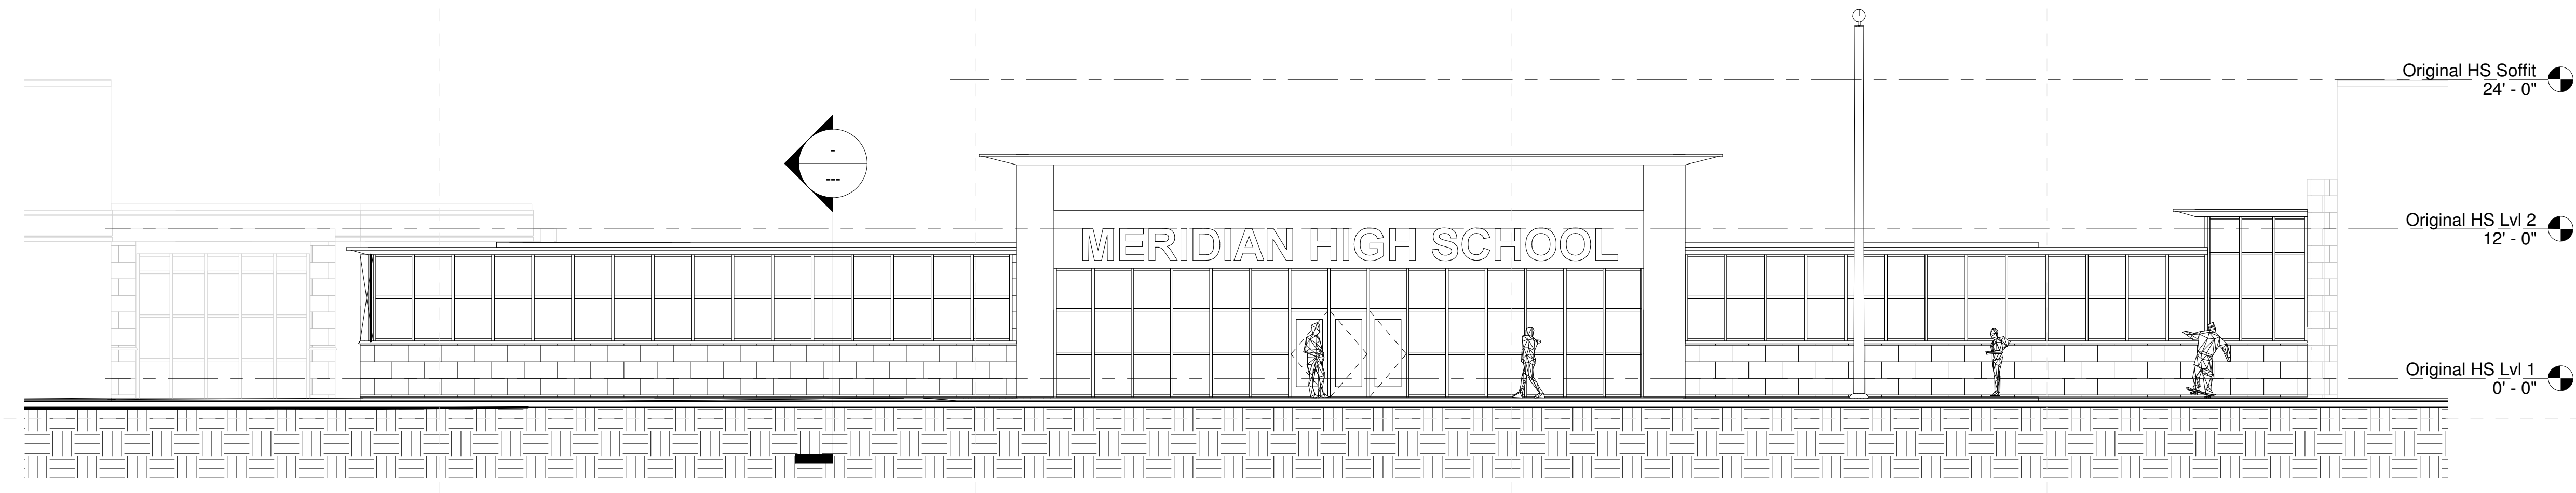 Original HS Soffit
24' - 0"
-
---
Original HS Lvl 2
12' - 0"
MERIDIAN HIGH SCHOOL
Original HS Lvl 1
0' - 0"